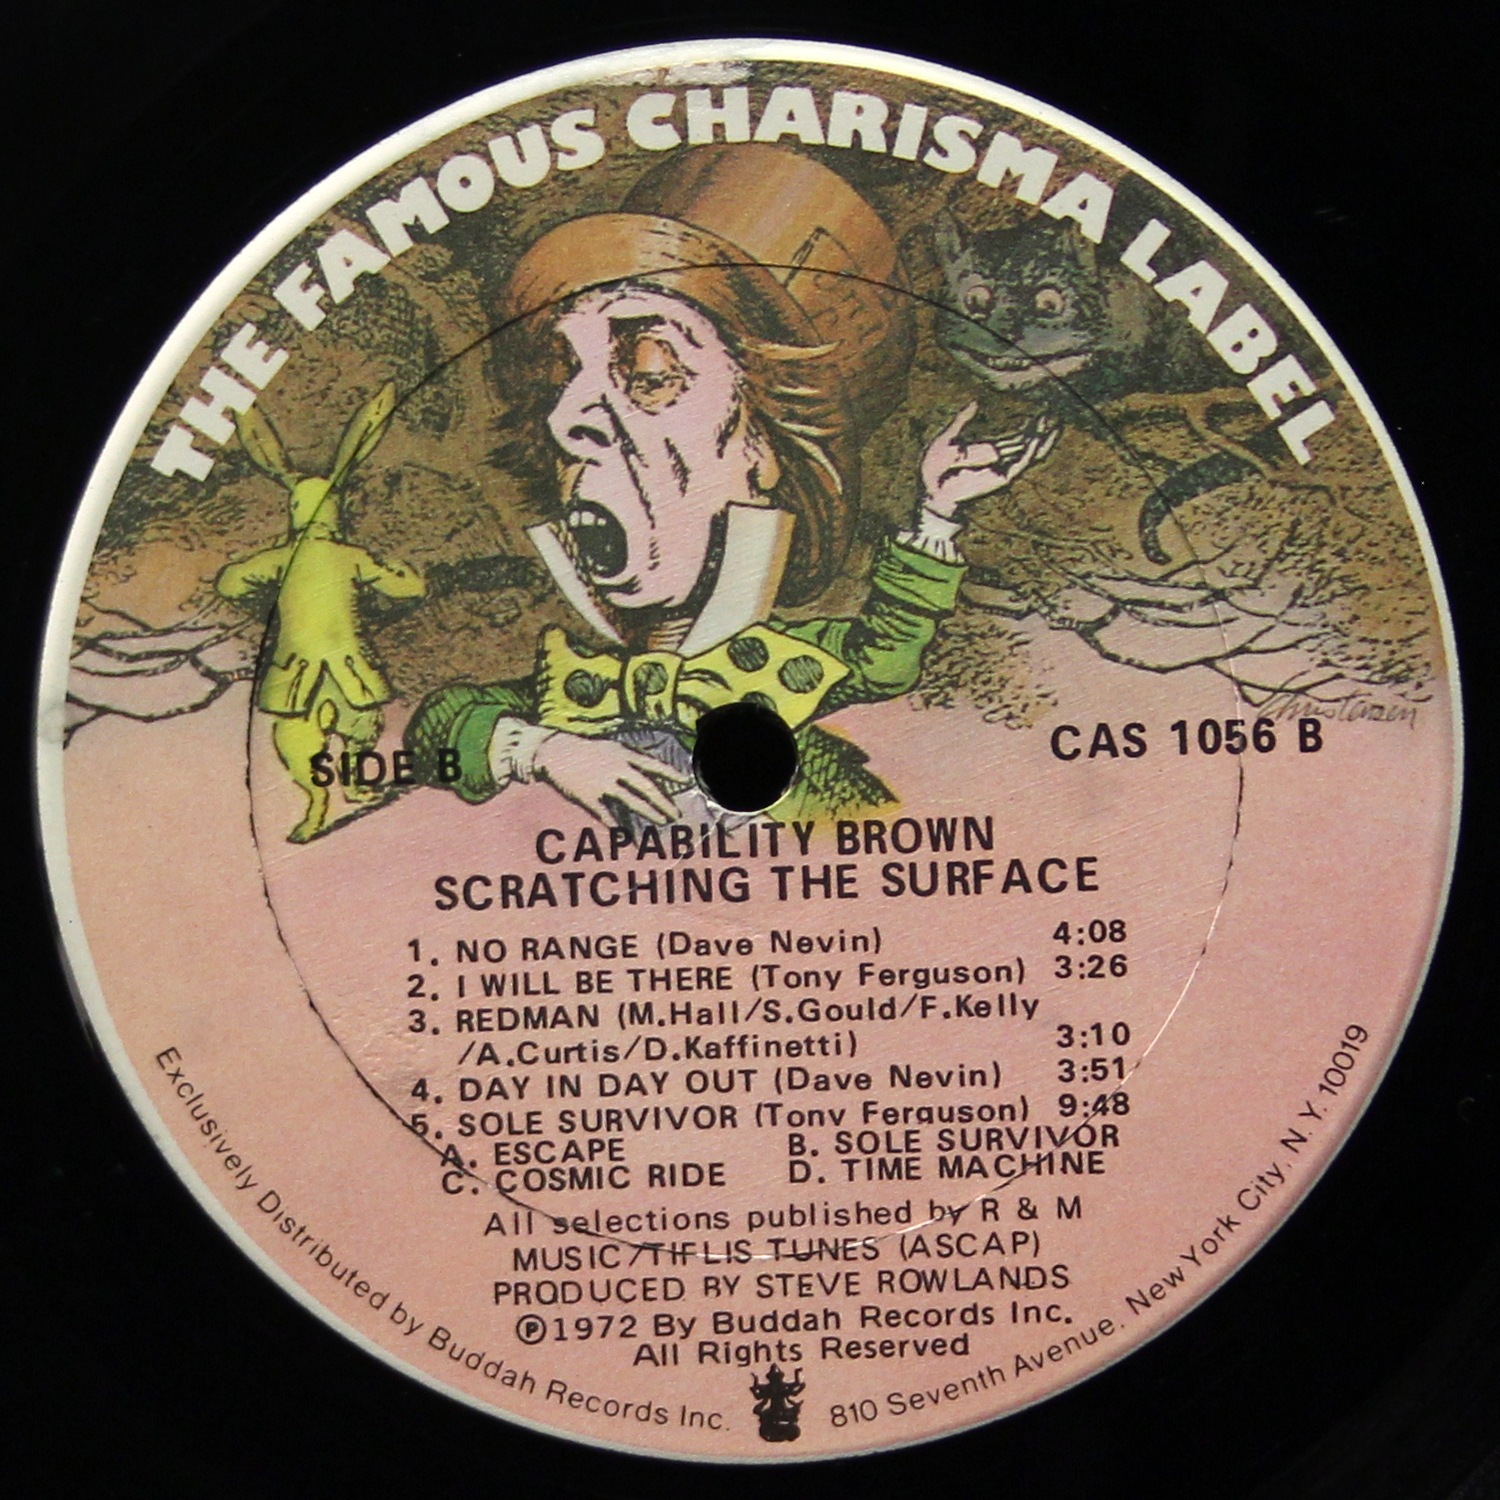 THE FAMOUS CHARISMA LABEL
Christensen
SIDE B
CAS 1056 B
CAPABILITY BROWN
SCRATCHING THE SURFACE
1. NO RANGE (Dave Nevin) 4:08
2. I WILL BE THERE (Tony Ferguson) 3:26
3. REDMAN (M.Hall/S.Gould/F.Kelly
/A.Curtis/D.Kaffinetti) 3:10
4. DAY IN DAY OUT (Dave Nevin) 3:51
5. SOLE SURVIVOR (Tony Ferguson) 9:48
A. ESCAPE B. SOLE SURVIVOR
C. COSMIC RIDE D. TIME MACHINE
All selections published by R & M
MUSIC/TIFLIS TUNES (ASCAP)
PRODUCED BY STEVE ROWLANDS
℗1972 By Buddah Records Inc.
All Rights Reserved
Exclusively Distributed by Buddah Records Inc. 810 Seventh Avenue. New York City. N. Y. 10019